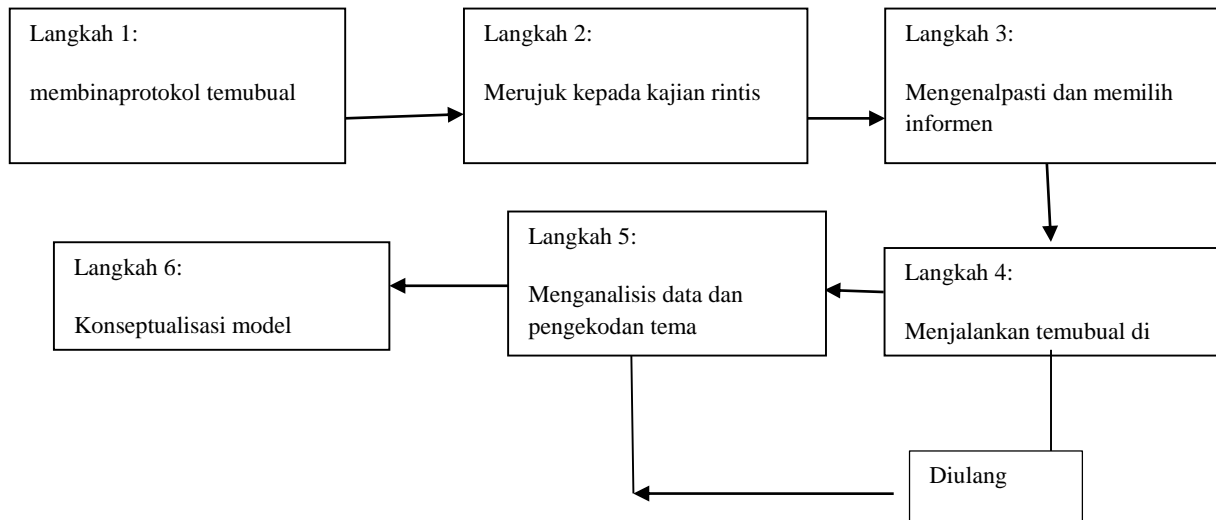 Langkah 1:
membinaprotokol temubual
Langkah 2:
Merujuk kepada kajian rintis
Langkah 3:
Mengenalpasti dan memilih
informen
Langkah 4:
Menjalankan temubual di
Langkah 5:
Menganalisis data dan
pengekodan tema
Langkah 6:
Konseptualisasi model
Diulang